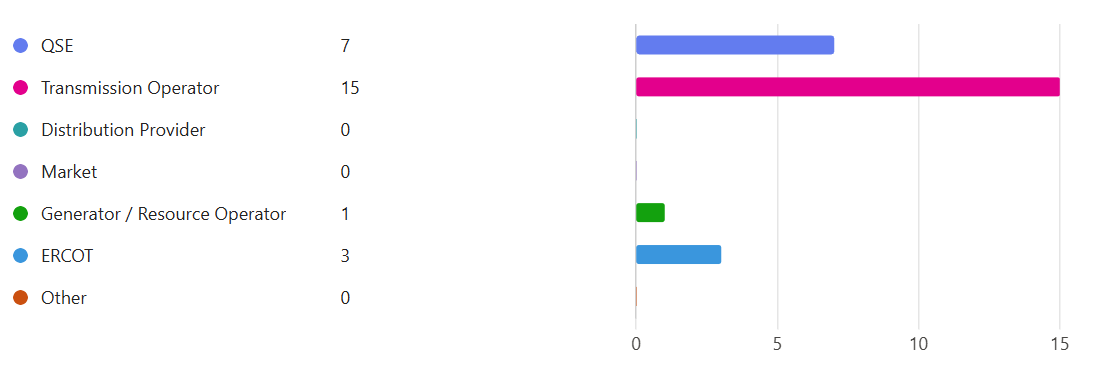 QSE 7
Transmission Operator 15
Distribution Provider 0
Market 0
Generator / Resource Operator 1
ERCOT 3
Other 0
0 5 10 15